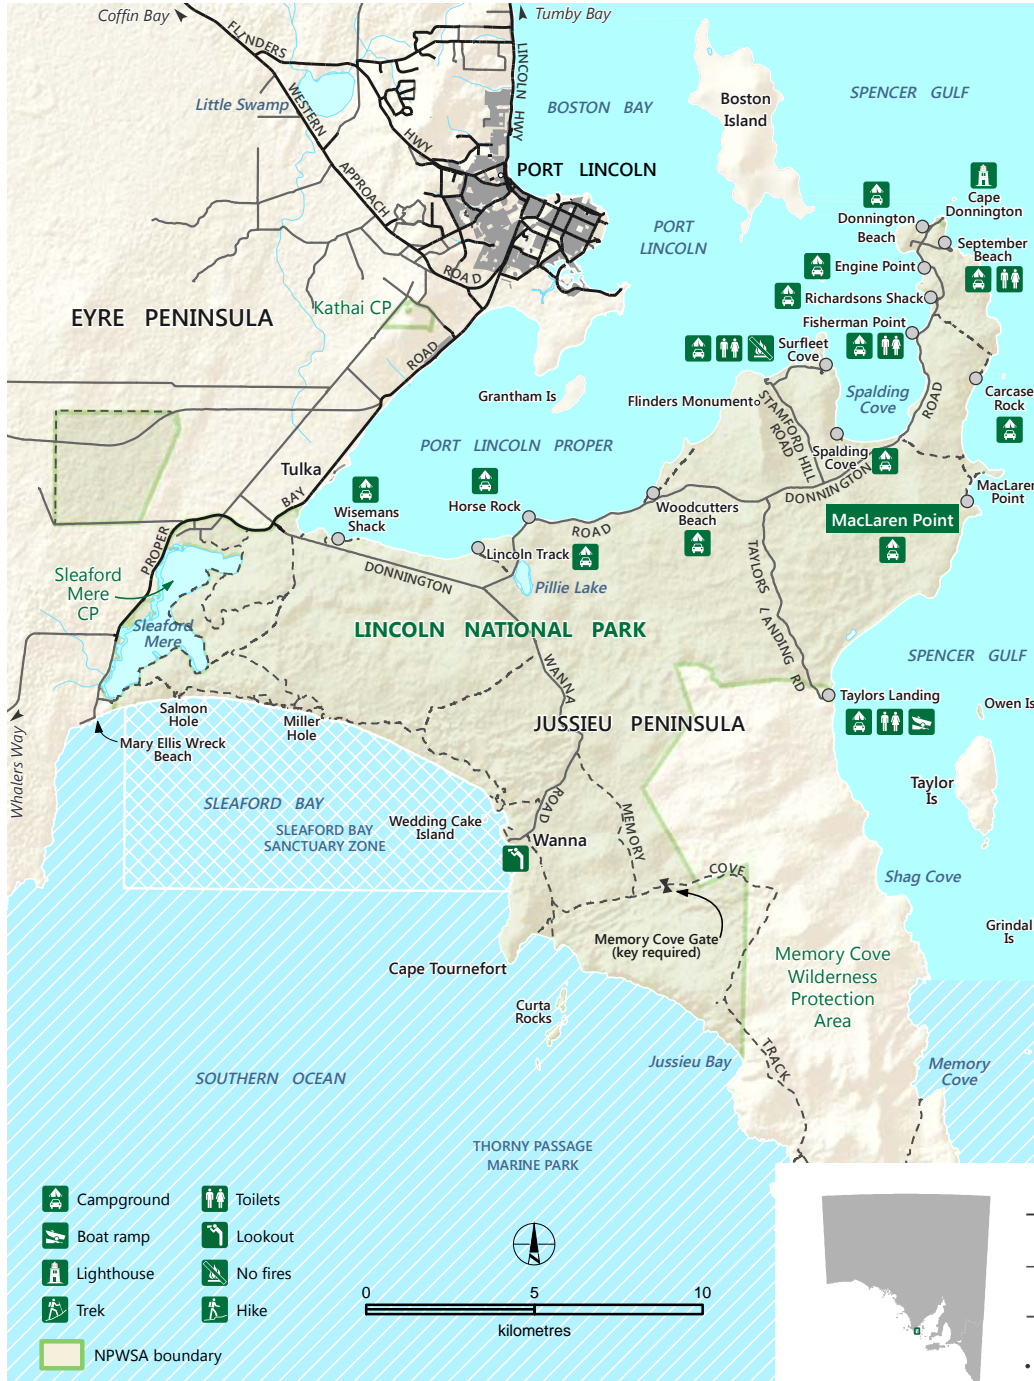 Coffin Bay
Tumby Bay
FLINDERS
HWY
LINCOLN HWY
WESTERN
APPROACH
ROAD
Little Swamp
BOSTON BAY
Boston
Island
SPENCER GULF
PORT LINCOLN
PORT
LINCOLN
Cape
Donnington
Donnington
Beach
September
Beach
Engine Point
Richardsons Shack
Fisherman Point
Kathai CP
EYRE PENINSULA
Surfleet
Cove
ROAD
Grantham Is
Flinders Monument
Spalding
Cove
ROAD
Carcase
Rock
STAMFORD HILL
ROAD
PORT LINCOLN PROPER
Spalding
Cove
DONNINGTON
Tulka
BAY
Wisemans
Shack
Horse Rock
Woodcutters
Beach
MacLaren
Point
MacLaren Point
ROAD
PROPER
Lincoln Track
DONNINGTON
Pillie Lake
TAYLORS LANDING RD
Sleaford
Mere
CP
Sleaford
Mere
LINCOLN NATIONAL PARK
WANNA
SPENCER GULF
Salmon
Hole
Miller
Hole
JUSSIEU PENINSULA
Taylors Landing
Owen Is
Mary Ellis Wreck
Beach
Whalers Way
Taylor
Is
SLEAFORD BAY
SLEAFORD BAY
SANCTUARY ZONE
Wedding Cake
Island
ROAD
Wanna
MEMORY
COVE
Shag Cove
Grindal
Is
Memory Cove Gate
(key required)
Cape Tournefort
Memory Cove
Wilderness
Protection
Area
Curta
Rocks
Jussieu Bay
TRACK
Memory
Cove
SOUTHERN OCEAN
THORNY PASSAGE
MARINE PARK
Campground
Toilets
Boat ramp
Lookout
Lighthouse
No fires
Trek
Hike
NPWSA boundary
0 5 10
kilometres